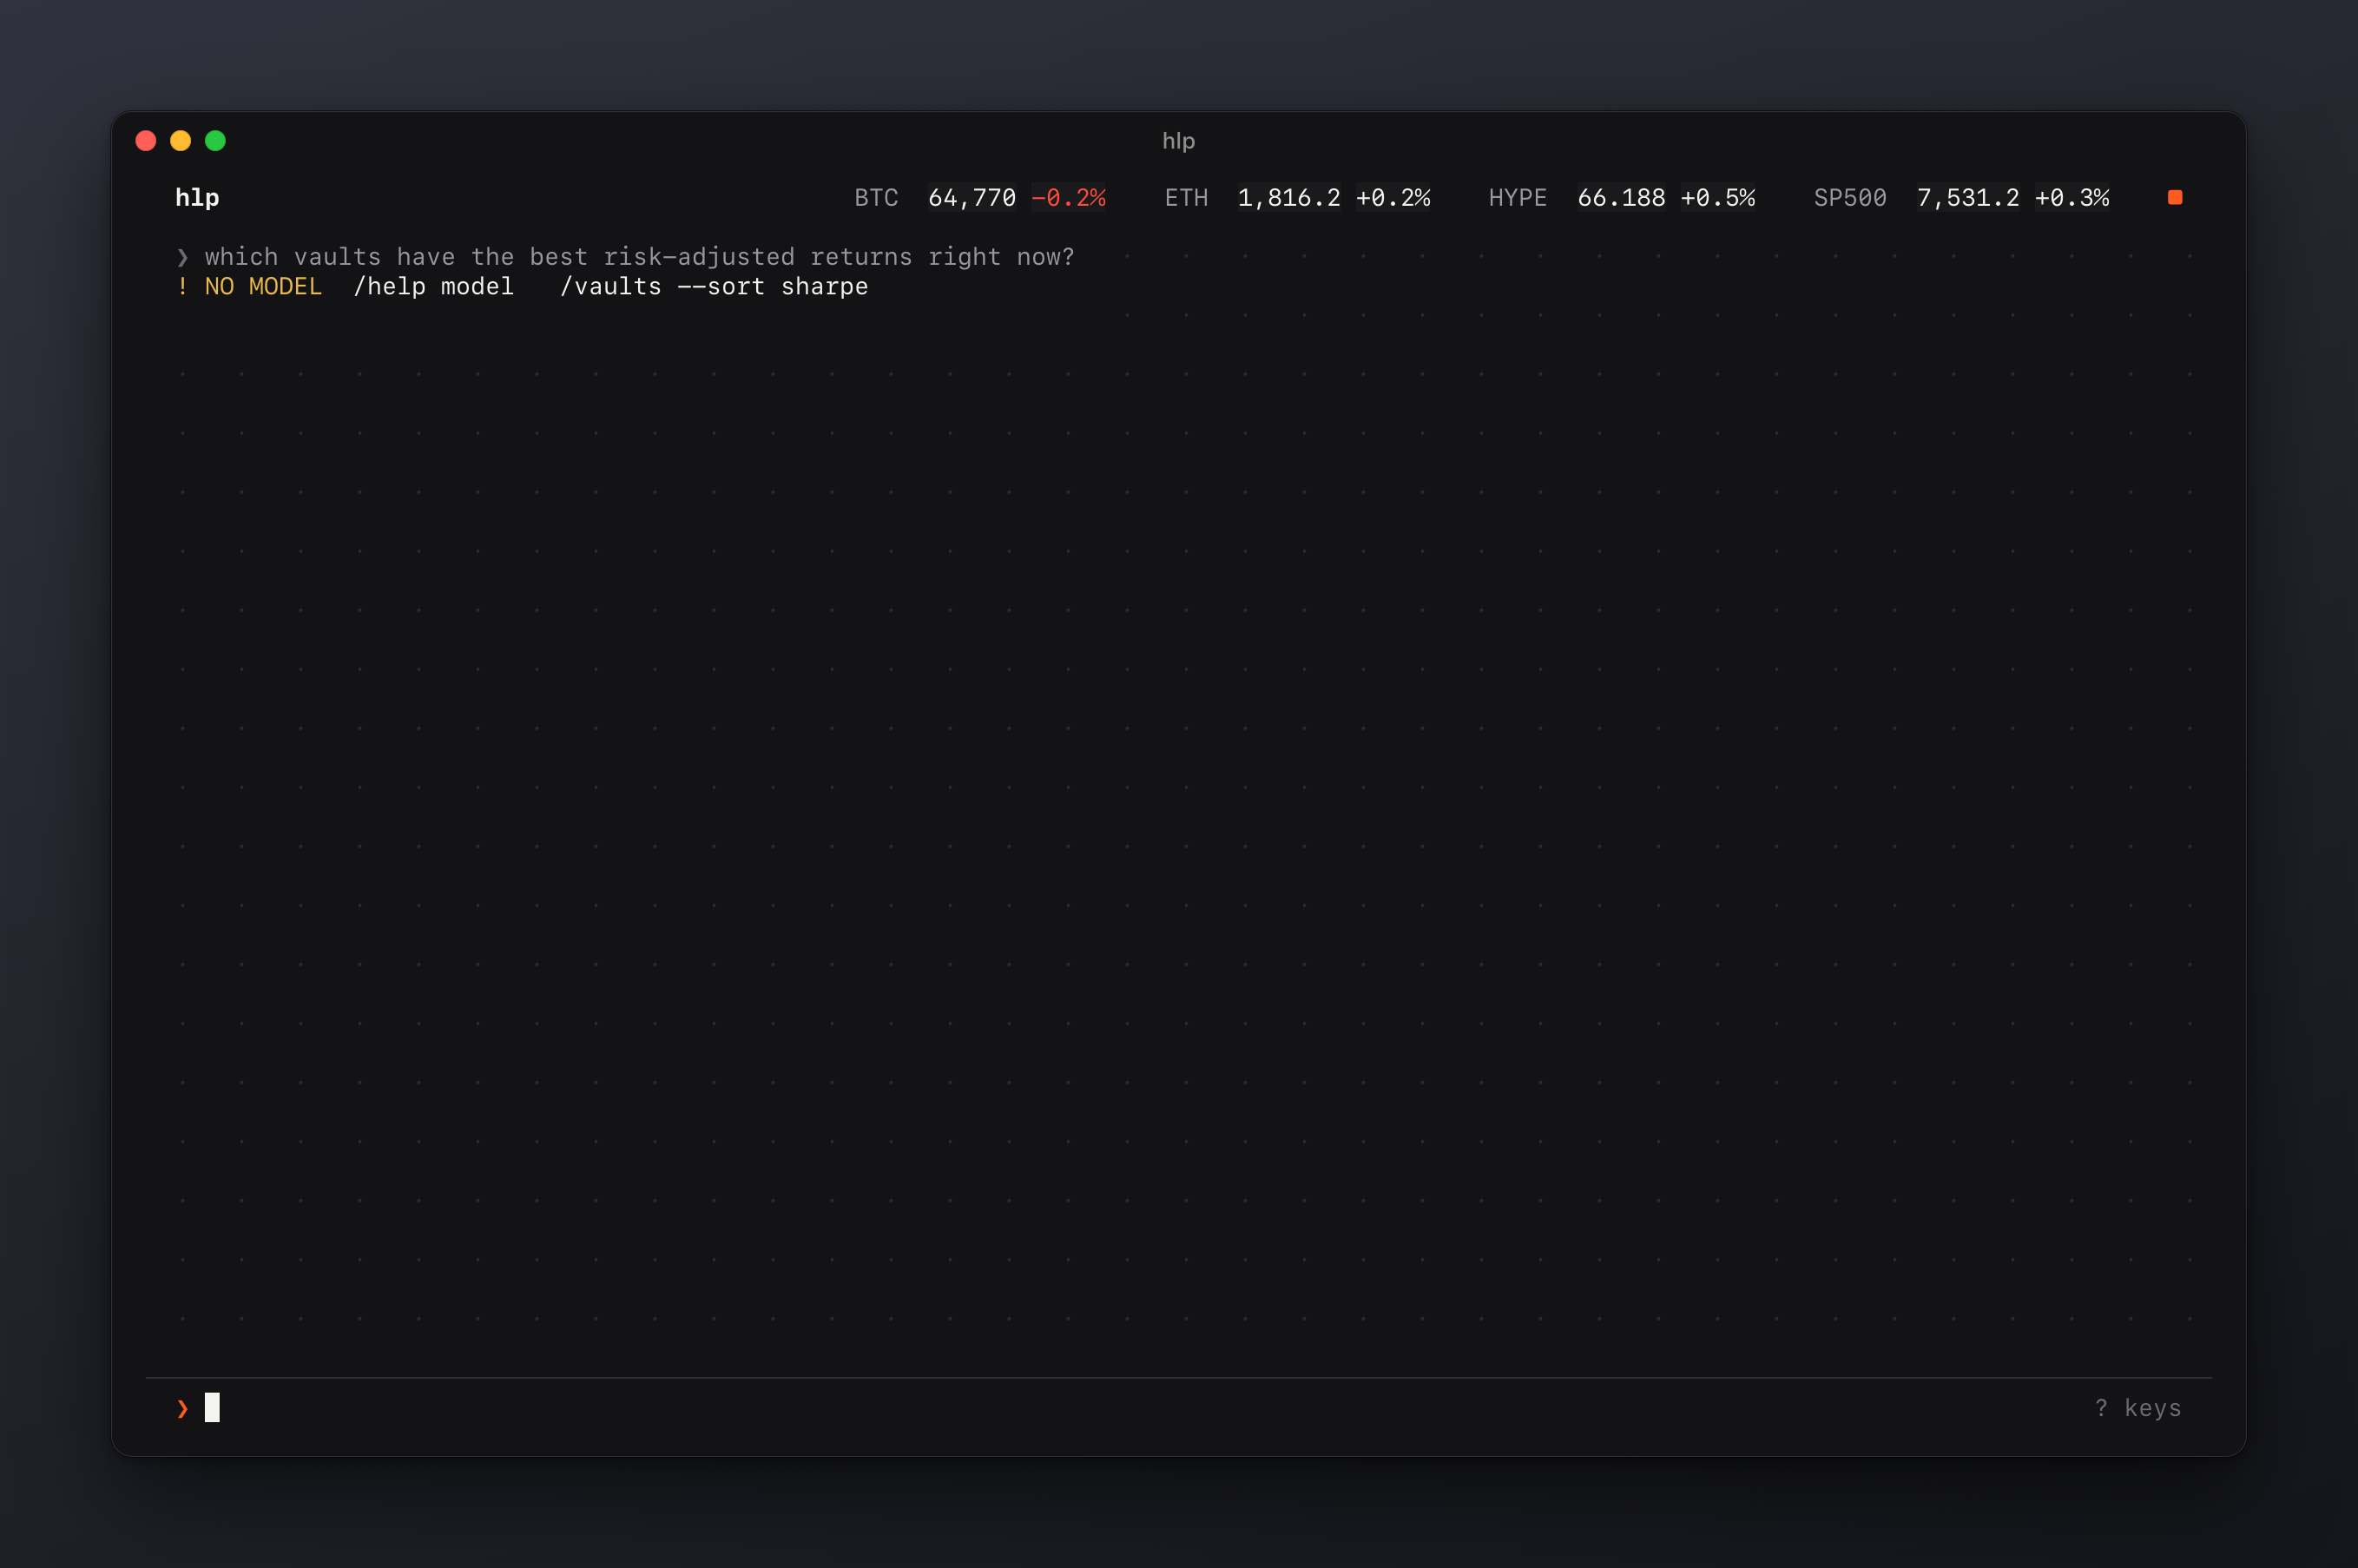 hlp
hlp BTC 64,770 −0.2% ETH 1,816.2 +0.2% HYPE 66.188 +0.5% SP500 7,531.2 +0.3%
❯ which vaults have the best risk-adjusted returns right now?
! NO MODEL /help model /vaults --sort sharpe
❯ ? keys